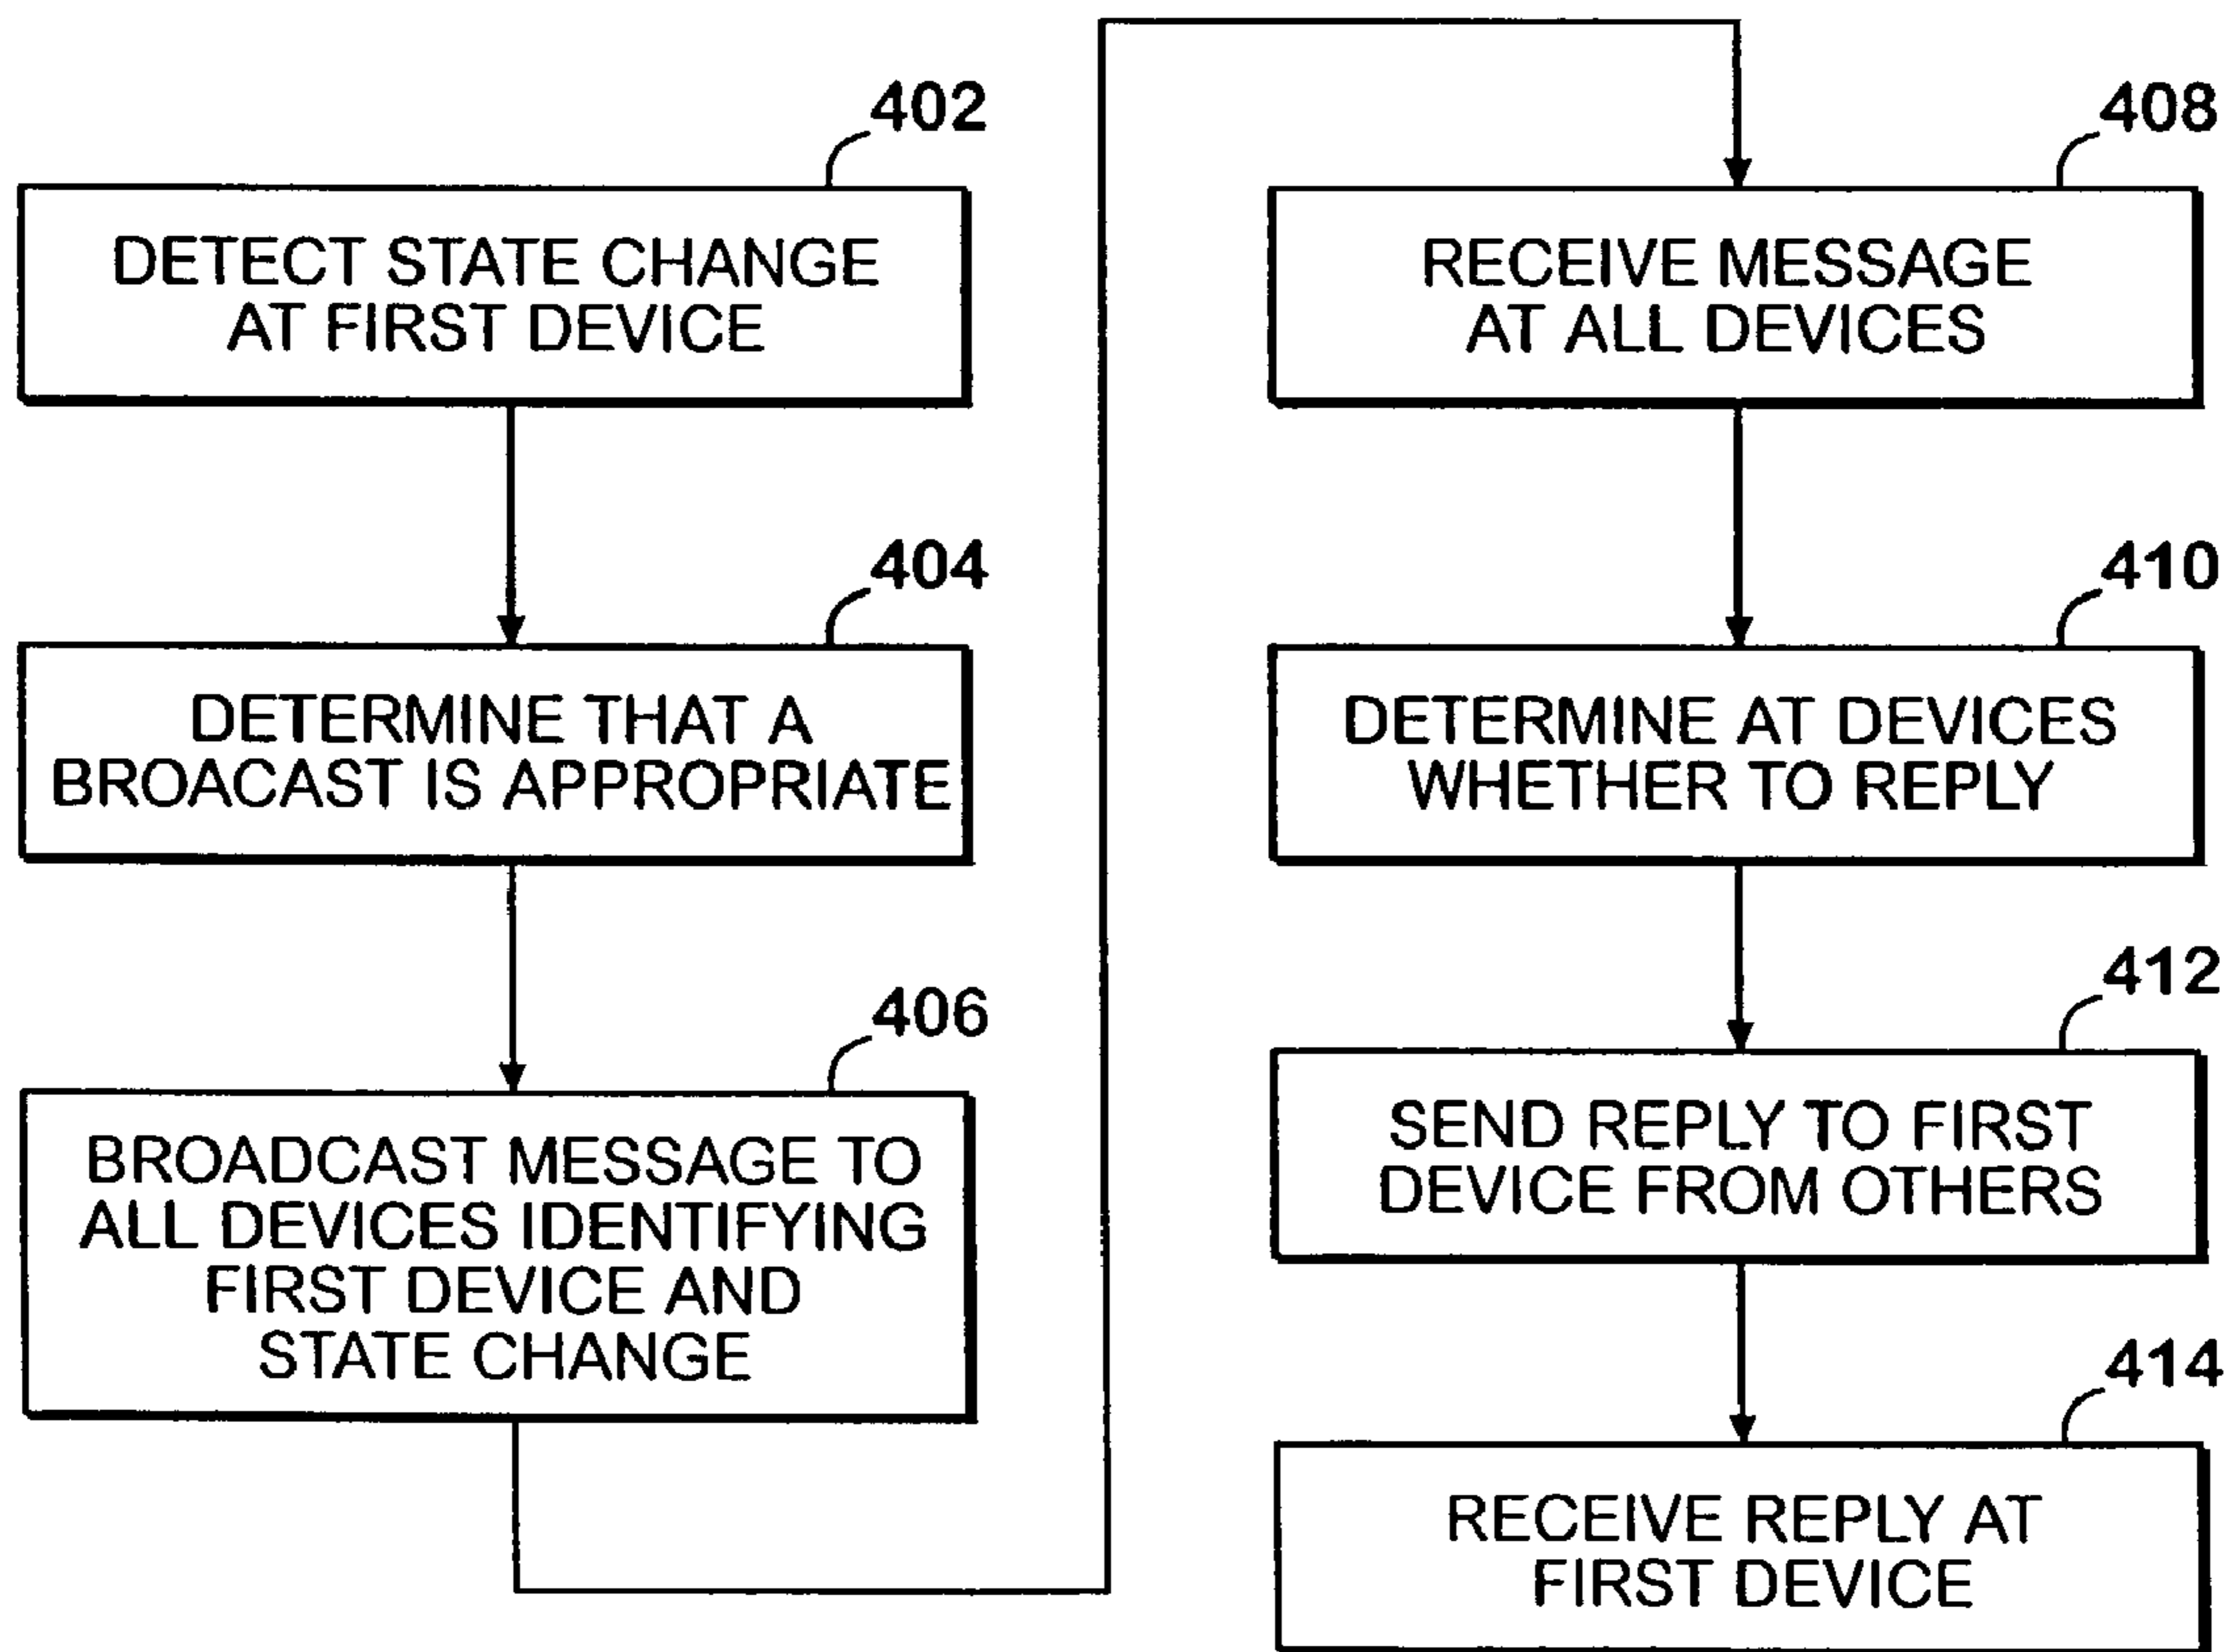 402
DETECT STATE CHANGE
AT FIRST DEVICE
404
DETERMINE THAT A
BROACAST IS APPROPRIATE
406
BROADCAST MESSAGE TO
ALL DEVICES IDENTIFYING
FIRST DEVICE AND
STATE CHANGE
408
RECEIVE MESSAGE
AT ALL DEVICES
410
DETERMINE AT DEVICES
WHETHER TO REPLY
412
SEND REPLY TO FIRST
DEVICE FROM OTHERS
414
RECEIVE REPLY AT
FIRST DEVICE